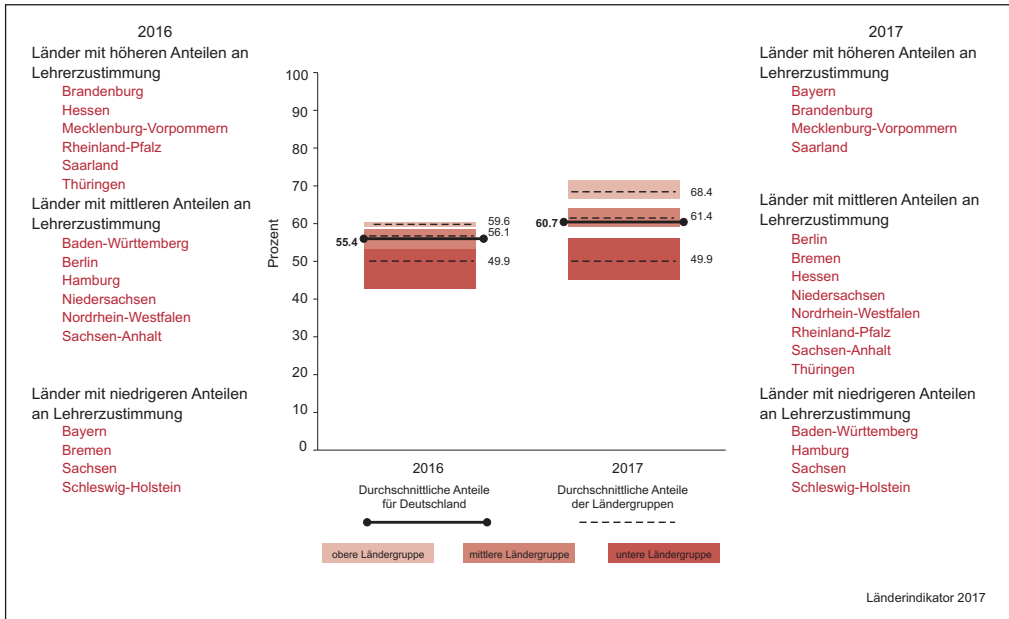 2016
Länder mit höheren Anteilen an
Lehrerzustimmung
Brandenburg
Hessen
Mecklenburg-Vorpommern
Rheinland-Pfalz
Saarland
Thüringen
Länder mit mittleren Anteilen an
Lehrerzustimmung
Baden-Württemberg
Berlin
Hamburg
Niedersachsen
Nordrhein-Westfalen
Sachsen-Anhalt
Länder mit niedrigeren Anteilen
an Lehrerzustimmung
Bayern
Bremen
Sachsen
Schleswig-Holstein
Prozent
100
90
80
70
60
50
40
30
20
10
0
55.4
59.6
56.1
49.9
60.7
68.4
61.4
49.9
2016
2017
Durchschnittliche Anteile
für Deutschland
Durchschnittliche Anteile
der Ländergruppen
obere Ländergruppe
mittlere Ländergruppe
untere Ländergruppe
2017
Länder mit höheren Anteilen an
Lehrerzustimmung
Bayern
Brandenburg
Mecklenburg-Vorpommern
Saarland
Länder mit mittleren Anteilen an
Lehrerzustimmung
Berlin
Bremen
Hessen
Niedersachsen
Nordrhein-Westfalen
Rheinland-Pfalz
Sachsen-Anhalt
Thüringen
Länder mit niedrigeren Anteilen
an Lehrerzustimmung
Baden-Württemberg
Hamburg
Sachsen
Schleswig-Holstein
Länderindikator 2017